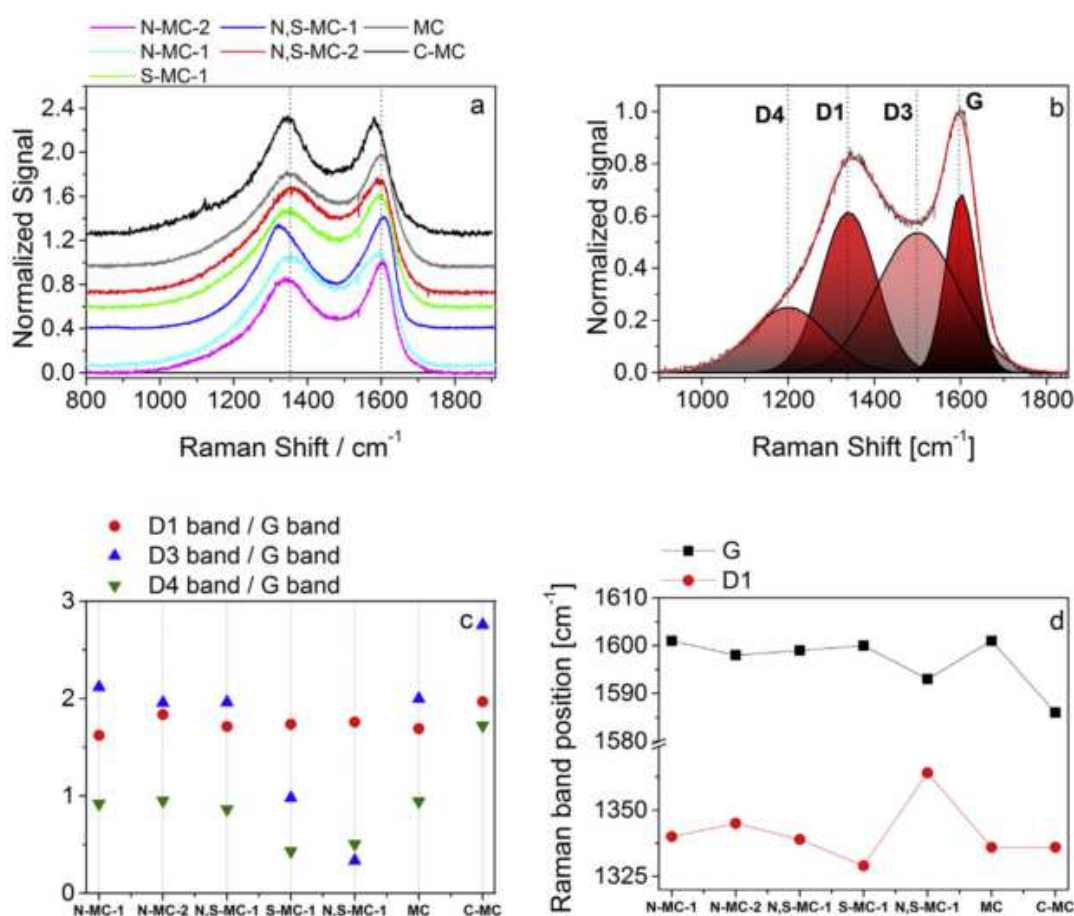 N-MC-2 N,S-MC-1 MC
N-MC-1 N,S-MC-2 C-MC
S-MC-1
a
2.4
2.0
1.6
1.2
0.8
0.4
0.0
Normalized Signal
800 1000 1200 1400 1600 1800
Raman Shift / cm-1
b
D4 D1 D3 G
1.0
0.8
0.6
0.4
0.2
0.0
Normalized signal
1000 1200 1400 1600 1800
Raman Shift [cm-1]
D1 band / G band
D3 band / G band
D4 band / G band
c
3
2
1
0
N-MC-1 N-MC-2 N,S-MC-1 S-MC-1 N,S-MC-1 MC C-MC
G
D1
d
1610
1600
1590
1580
1350
1325
Raman band position [cm-1]
N-MC-1 N-MC-2 N,S-MC-1 S-MC-1 N,S-MC-1 MC C-MC